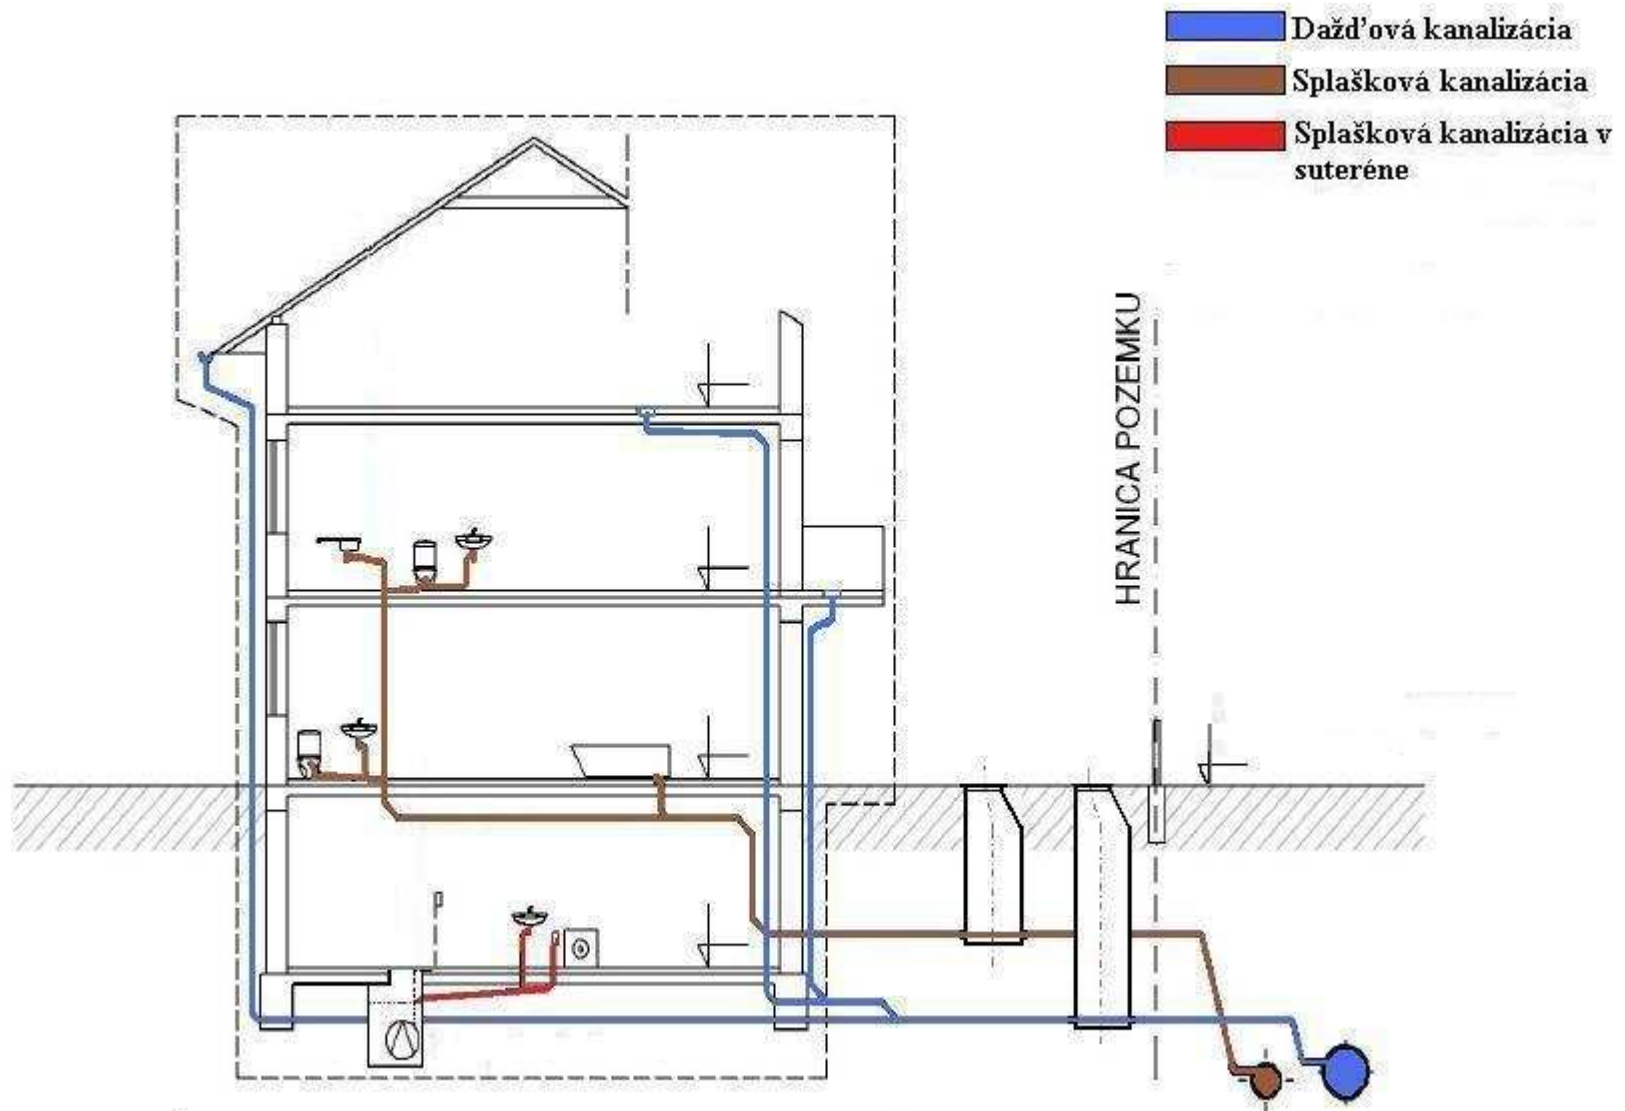 Dažďová kanalizácia
Splašková kanalizácia
Splašková kanalizácia v
suteréne
HRANICA POZEMKU